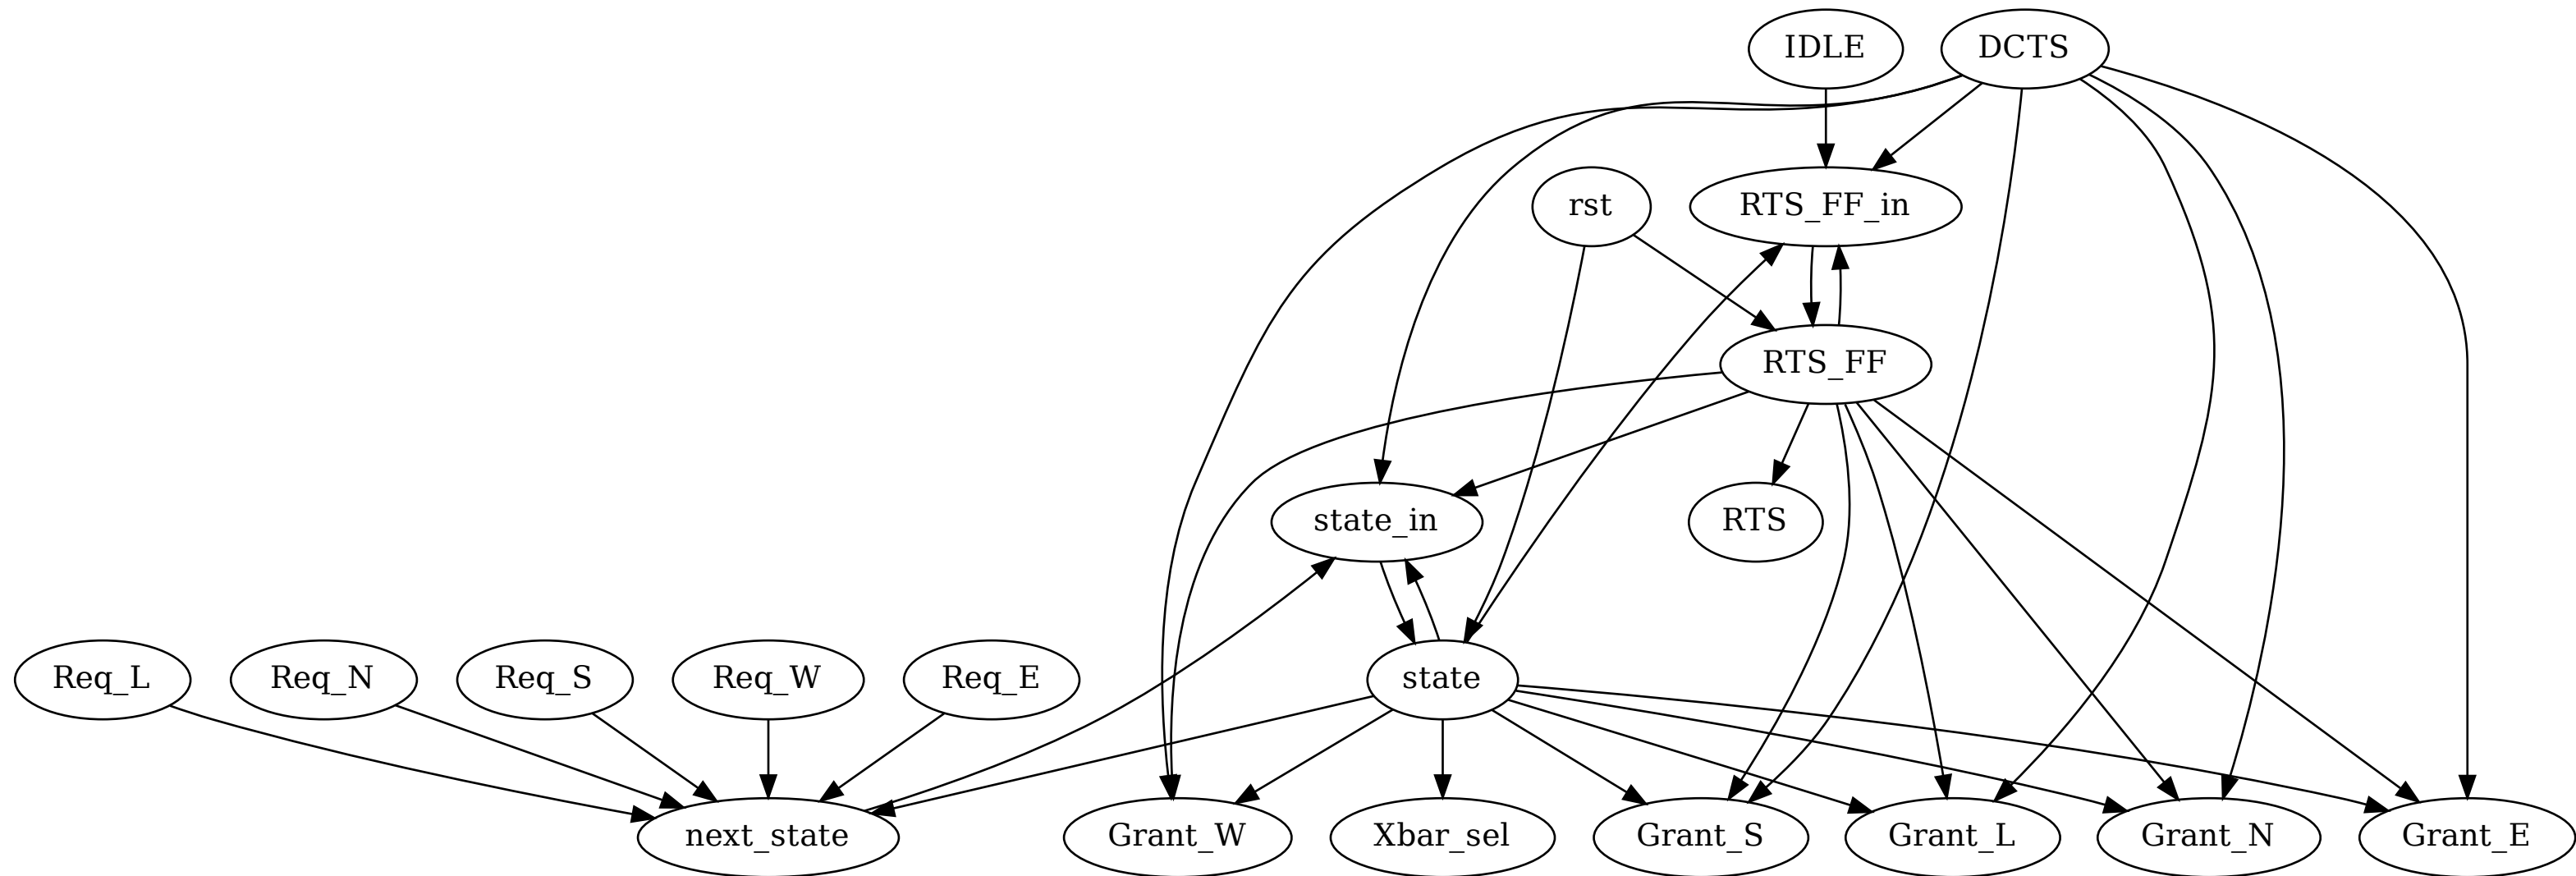 IDLE
DCTS
rst
RTS_FF_in
RTS_FF
state_in
RTS
Req_L
Req_N
Req_S
Req_W
Req_E
state
next_state
Grant_W
Xbar_sel
Grant_S
Grant_L
Grant_N
Grant_E